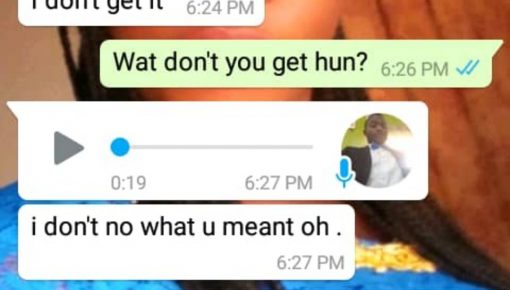 I don't get it 6:24 PM
Wat don't you get hun? 6:26 PM
0:19 6:27 PM
i don't no what u meant oh .
6:27 PM